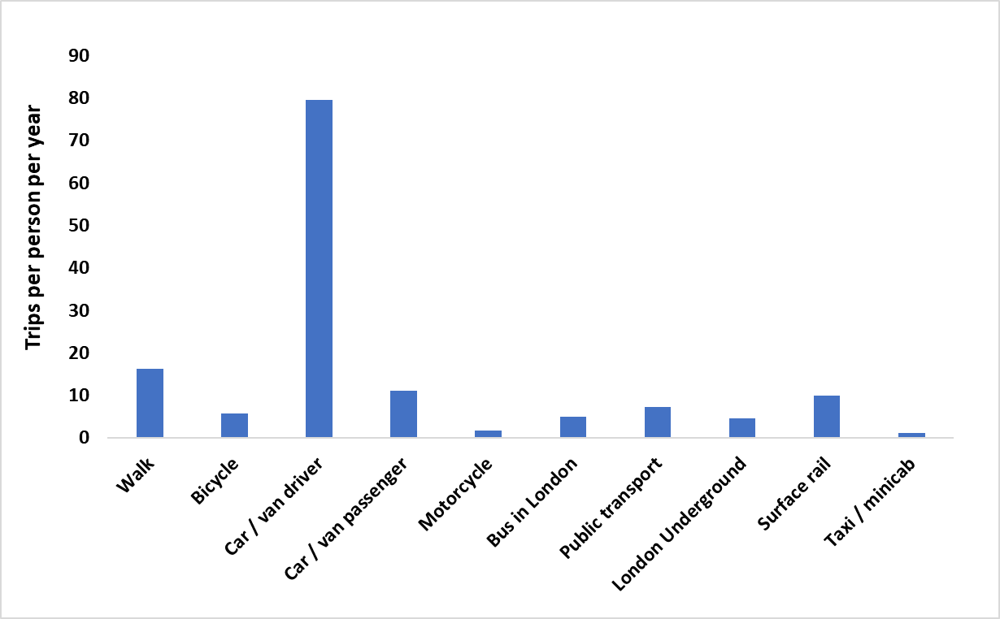 Trips per person per year
90
80
70
60
50
40
30
20
10
0
Walk
Bicycle
Car / van driver
Car / van passenger
Motorcycle
Bus in London
Public transport
London Underground
Surface rail
Taxi / minicab